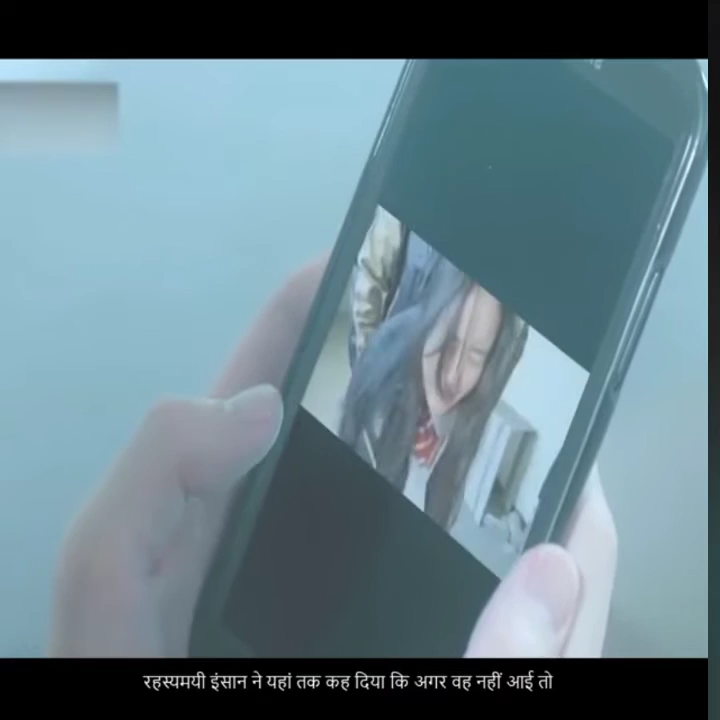 रहस्यमयी इंसान ने यहां तक कह दिया कि अगर वह नहीं आई तो